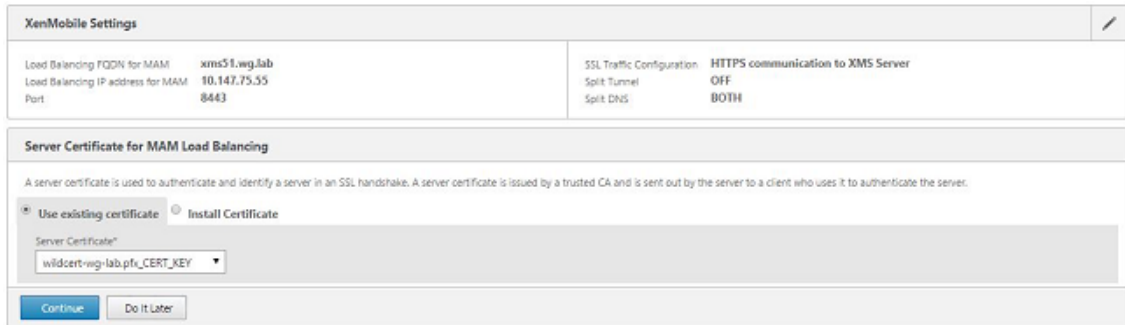 XenMobile Settings
Load Balancing FQDN for MAM xms51.wg.lab
Load Balancing IP address for MAM 10.147.75.55
Port 8443
SSL Traffic Configuration HTTPS communication to XMS Server
Split Tunnel OFF
Split DNS BOTH
Server Certificate for MAM Load Balancing
A server certificate is used to authenticate and identify a server in an SSL handshake. A server certificate is issued by a trusted CA and is sent out by the server to a client who uses it to authenticate the server.
Use existing certificate Install Certificate
Server Certificate*
wildcert-wg-lab.pfx_CERT_KEY
Continue Do It Later